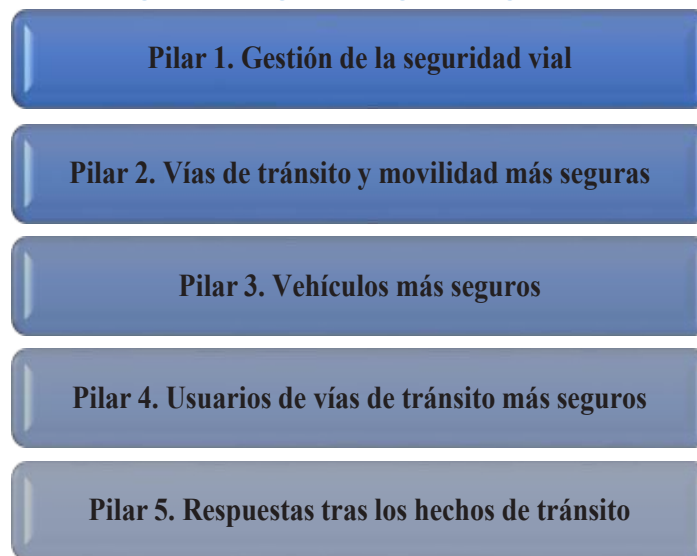 Pilar 1. Gestión de la seguridad vial
Pilar 2. Vías de tránsito y movilidad más seguras
Pilar 3. Vehículos más seguros
Pilar 4. Usuarios de vías de tránsito más seguros
Pilar 5. Respuestas tras los hechos de tránsito